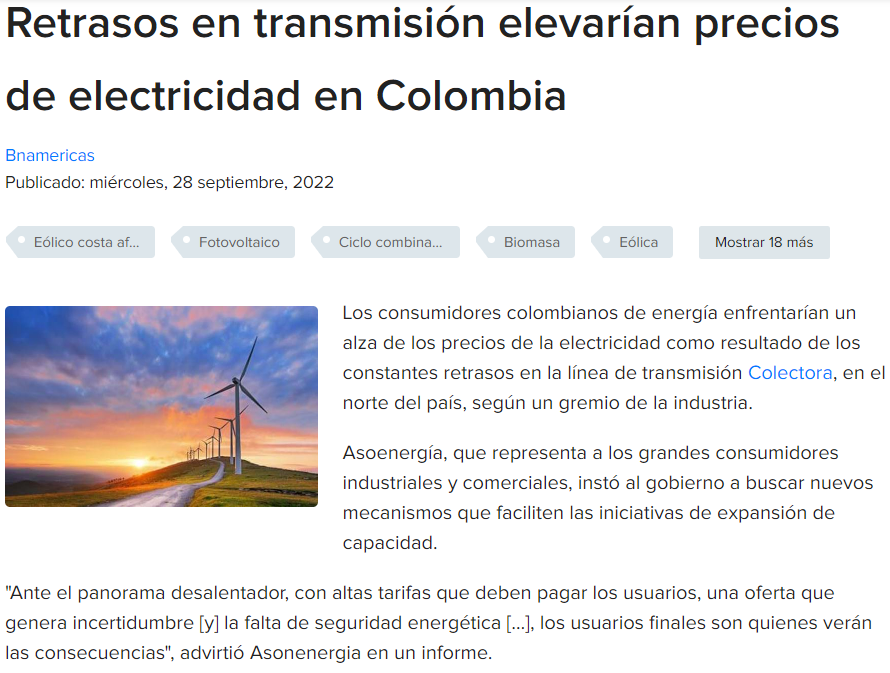 Retrasos en transmisión elevarían precios
de electricidad en Colombia
Bnamericas
Publicado: miércoles, 28 septiembre, 2022
Eólico costa af...
Fotovoltaico
Ciclo combina...
Biomasa
Eólica
Mostrar 18 más
Los consumidores colombianos de energía enfrentarían un
alza de los precios de la electricidad como resultado de los
constantes retrasos en la línea de transmisión Colectora, en el
norte del país, según un gremio de la industria.
Asoenergía, que representa a los grandes consumidores
industriales y comerciales, instó al gobierno a buscar nuevos
mecanismos que faciliten las iniciativas de expansión de
capacidad.
"Ante el panorama desalentador, con altas tarifas que deben pagar los usuarios, una oferta que
genera incertidumbre [y] la falta de seguridad energética [...], los usuarios finales son quienes verán
las consecuencias", advirtió Asonenergia en un informe.